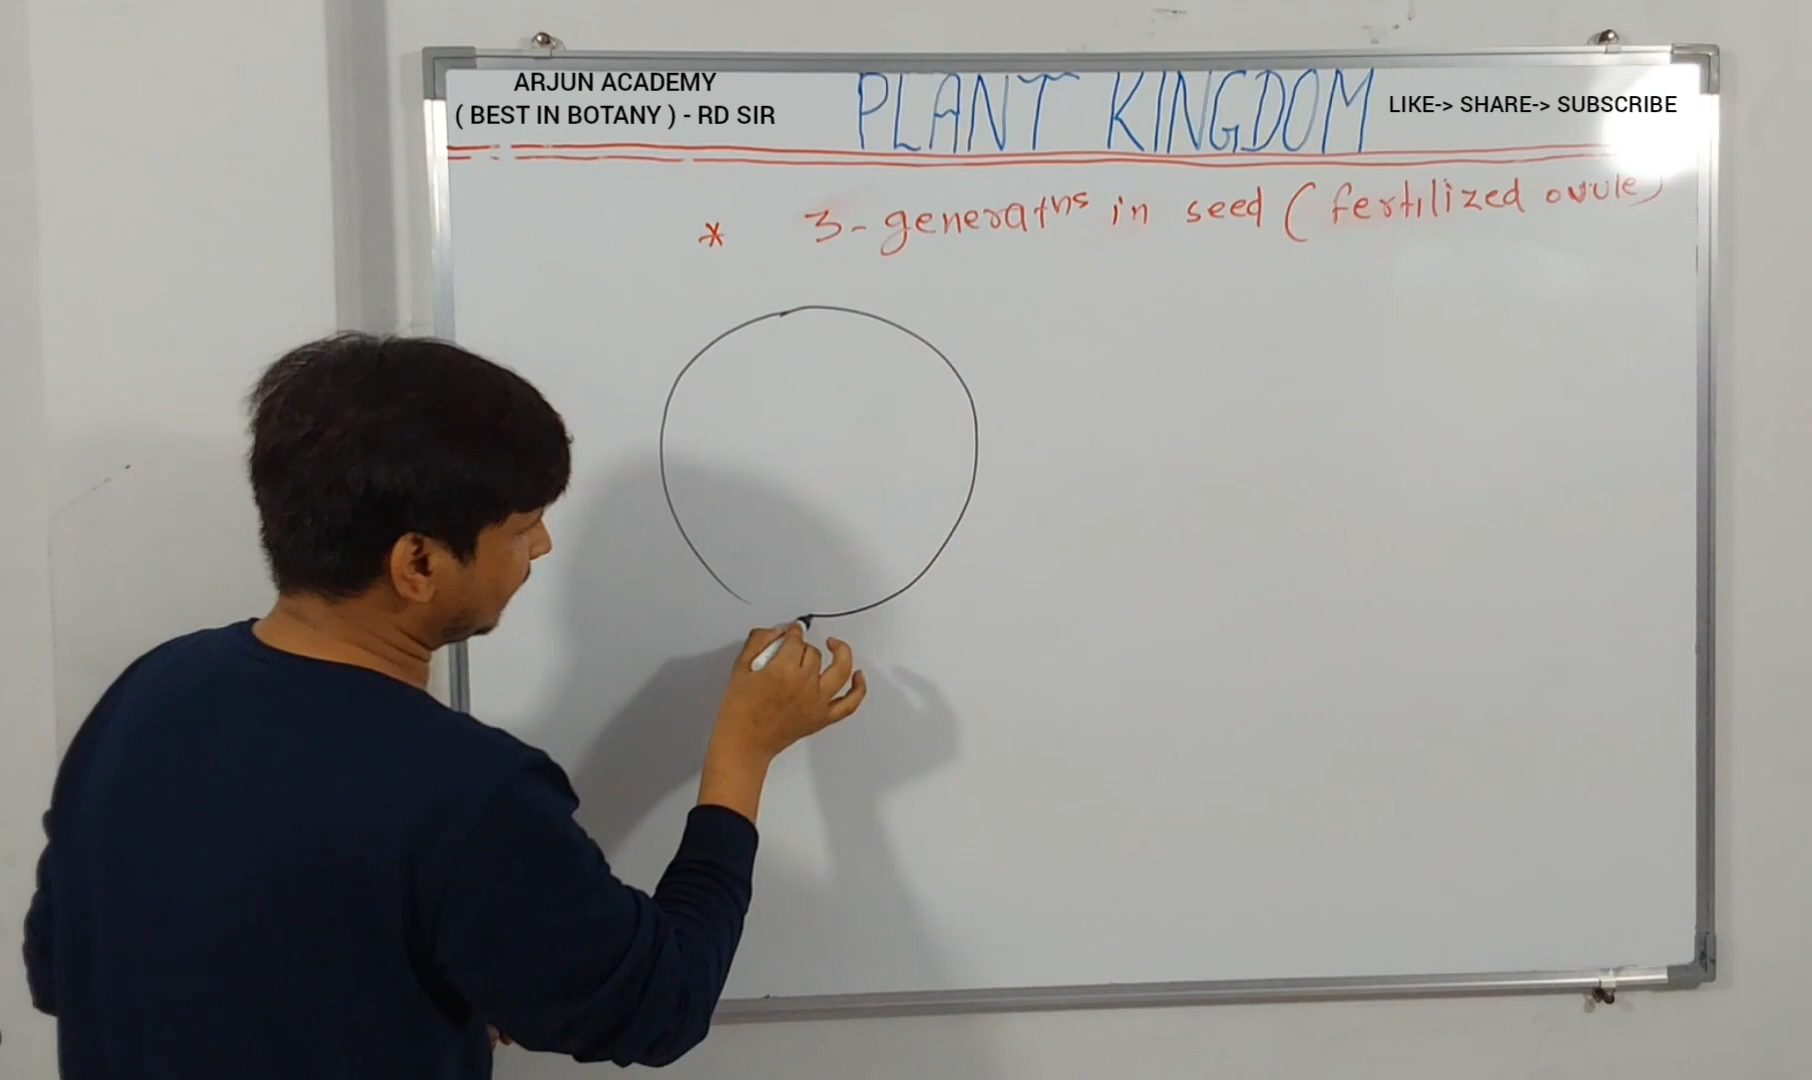 ARJUN ACADEMY
( BEST IN BOTANY ) - RD SIR
PLANT KINGDOM
LIKE-> SHARE-> SUBSCRIBE
* 3-generatns in seed (fertilized ovule)